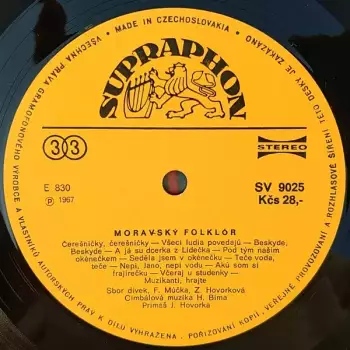 MADE IN CZECHOSLOVAKIA • VŠECHNA PRÁVA GRAMOFONOVÉHO VÝROBCE A VLASTNÍKŮ AUTORSKÝCH PRÁV K DÍLU VYHRAZENA. POŘIZOVÁNÍ KOPIÍ, VEŘEJNÉ PROVOZOVÁNÍ A ROZHLASOVÉ ŠÍŘENÍ TÉTO DESKY JE ZAKÁZÁNO
SUPRAPHON
33
STEREO
E 830
SV 9025
Ⓟ 1967
Kčs 28,-
MORAVSKÝ FOLKLÓR
Čerešničky, čerešničky — Všeci ludia povedajú — Beskyde,
Beskyde — A já su dcerka z Lidečka — Pod tým naším
okénečkem — Seděla jsem v okénečku — Teče voda,
teče — Nepi, Jano, nepi vodu — Akú som si
frajírečku — Včeraj u studenky —
Muzikanti, hrajte
Sbor dívek, F. Múčka, Z. Hovorková
Cimbálová muzika H. Bíma
Primáš J. Hovorka